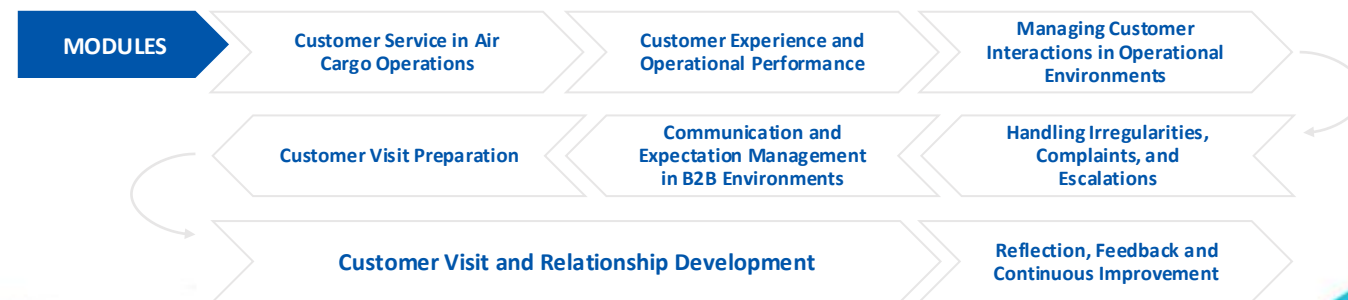 MODULES
Customer Service in Air
Cargo Operations
Customer Experience and
Operational Performance
Managing Customer
Interactions in Operational
Environments
Handling Irregularities,
Complaints, and
Escalations
Communication and
Expectation Management
in B2B Environments
Customer Visit Preparation
Customer Visit and Relationship Development
Reflection, Feedback and
Continuous Improvement